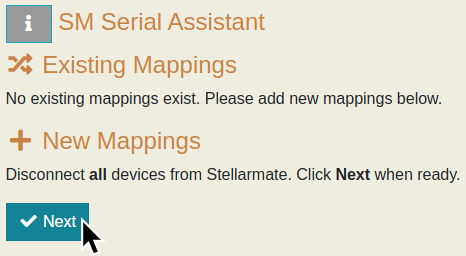 SM Serial Assistant
Existing Mappings
No existing mappings exist. Please add new mappings below.
New Mappings
Disconnect all devices from Stellarmate. Click Next when ready.
Next